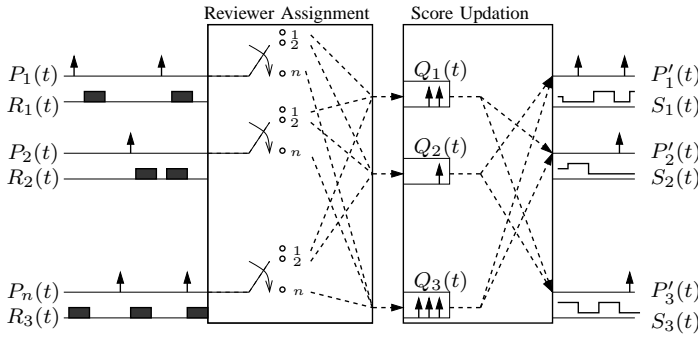 Reviewer Assignment
Score Updation
P₁(t)
R₁(t)
P₂(t)
R₂(t)
Pₙ(t)
R₃(t)
1
2
n
1
2
n
1
2
n
Q₁(t)
Q₂(t)
Q₃(t)
P′₁(t)
S₁(t)
P′₂(t)
S₂(t)
P′₃(t)
S₃(t)